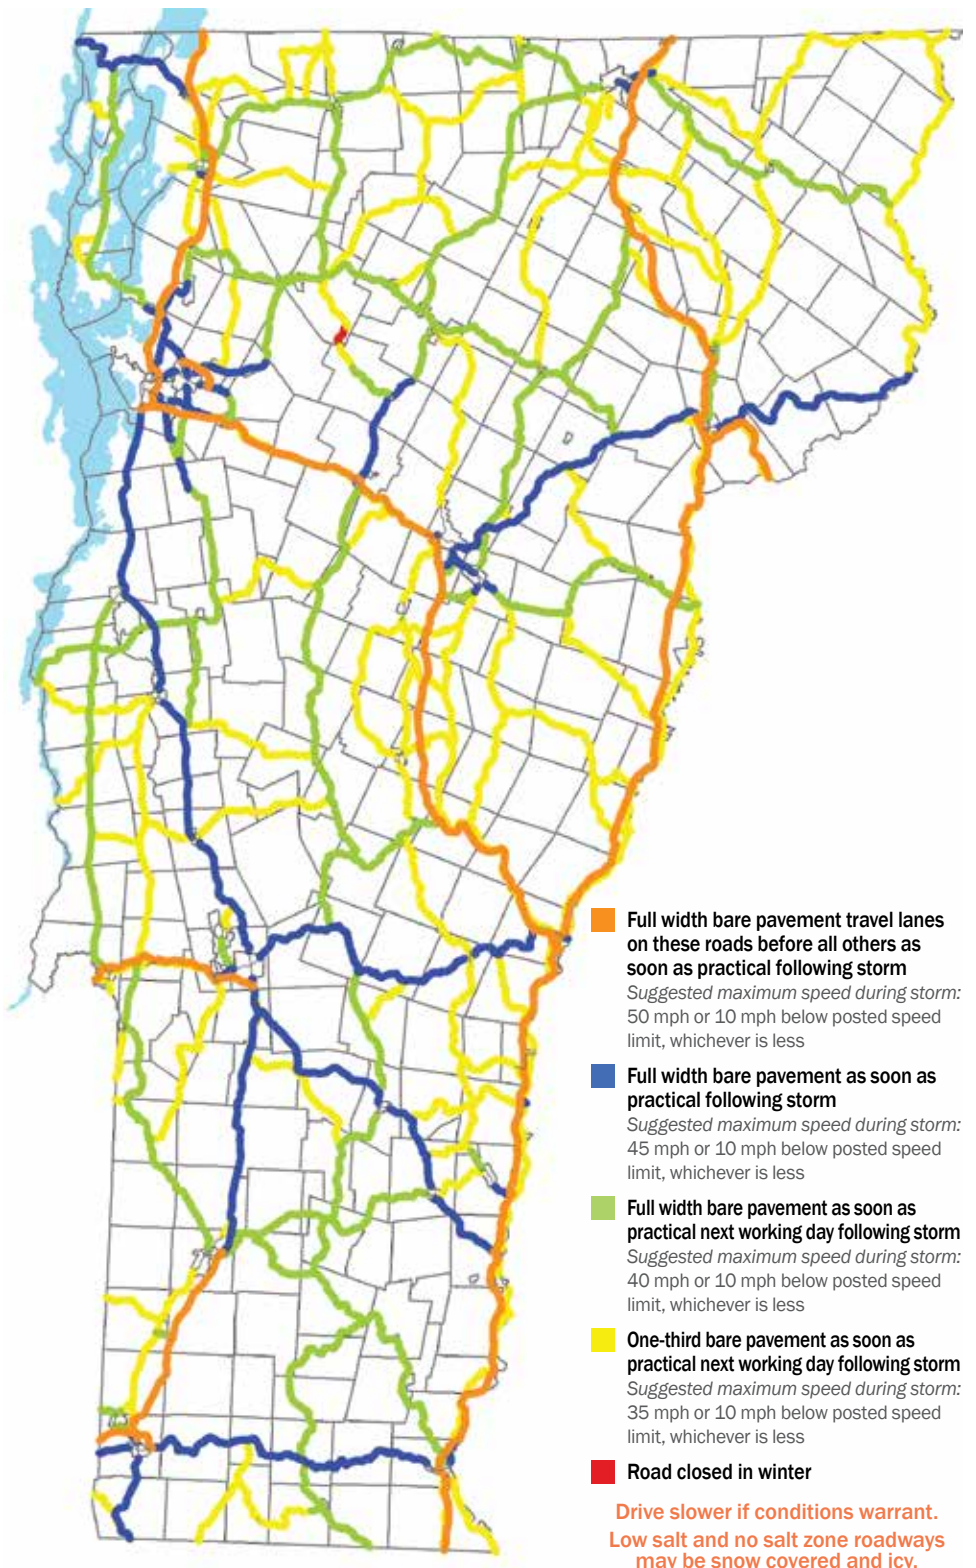 Full width bare pavement travel lanes
on these roads before all others as
soon as practical following storm
Suggested maximum speed during storm:
50 mph or 10 mph below posted speed
limit, whichever is less
Full width bare pavement as soon as
practical following storm
Suggested maximum speed during storm:
45 mph or 10 mph below posted speed
limit, whichever is less
Full width bare pavement as soon as
practical next working day following storm
Suggested maximum speed during storm:
40 mph or 10 mph below posted speed
limit, whichever is less
One-third bare pavement as soon as
practical next working day following storm
Suggested maximum speed during storm:
35 mph or 10 mph below posted speed
limit, whichever is less
Road closed in winter
Drive slower if conditions warrant.
Low salt and no salt zone roadways
may be snow covered and icy.